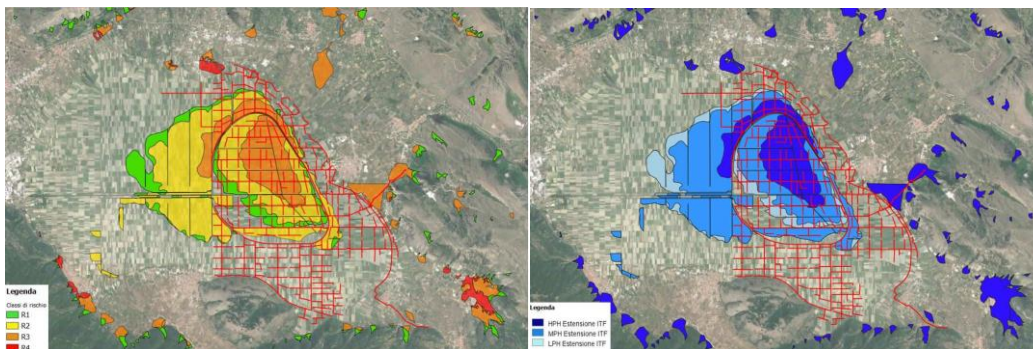 Legenda
Classi di rischio
R1
R2
R3
R4
Legenda
HPH Estensione ITF
MPH Estensione ITF
LPH Estensione ITF